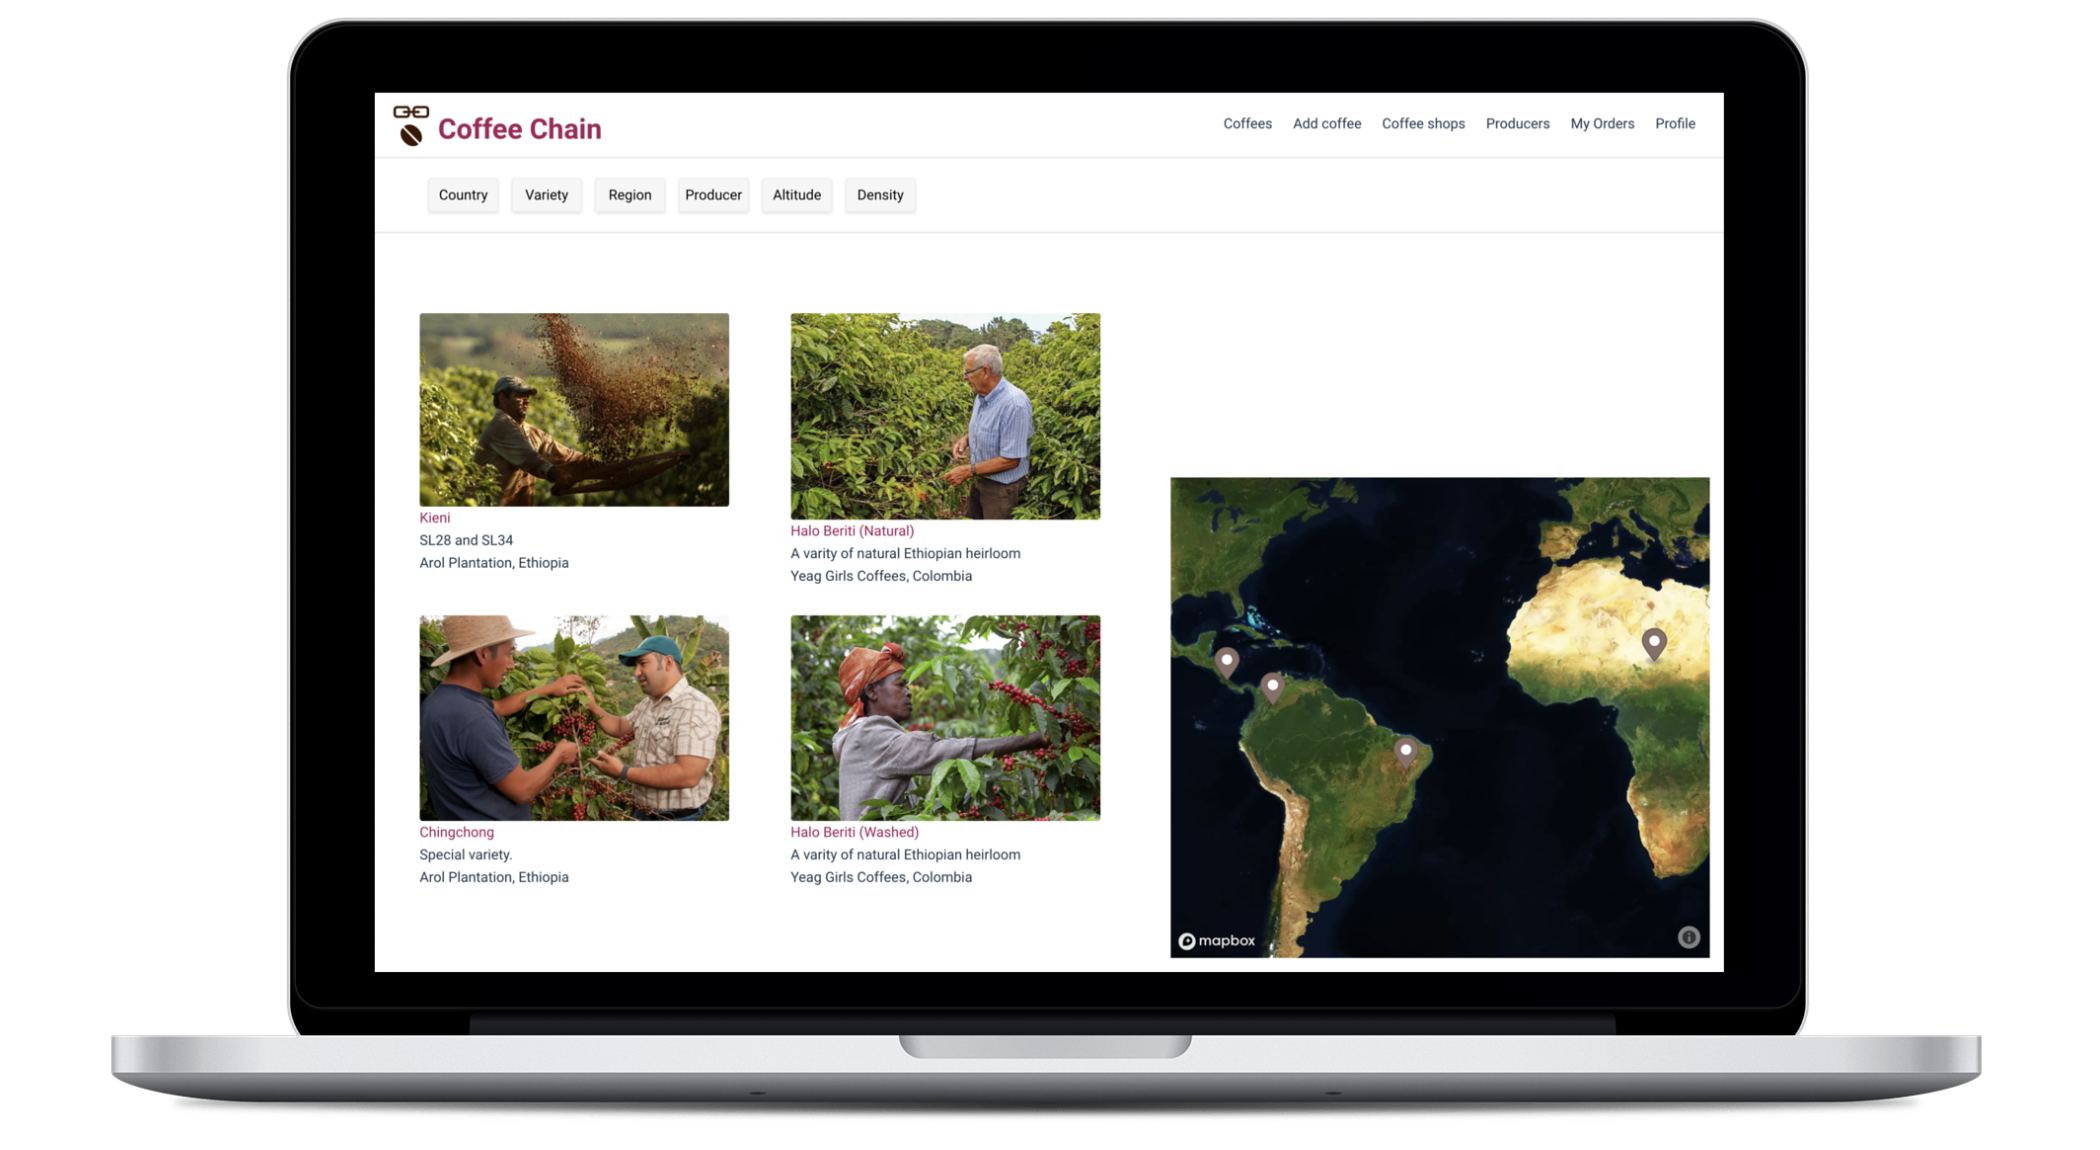 Coffee Chain
Coffees Add coffee Coffee shops Producers My Orders Profile
Country Variety Region Producer Altitude Density
Kieni
SL28 and SL34
Arol Plantation, Ethiopia
Halo Beriti (Natural)
A varity of natural Ethiopian heirloom
Yeag Girls Coffees, Colombia
Chingchong
Special variety.
Arol Plantation, Ethiopia
Halo Beriti (Washed)
A varity of natural Ethiopian heirloom
Yeag Girls Coffees, Colombia
mapbox